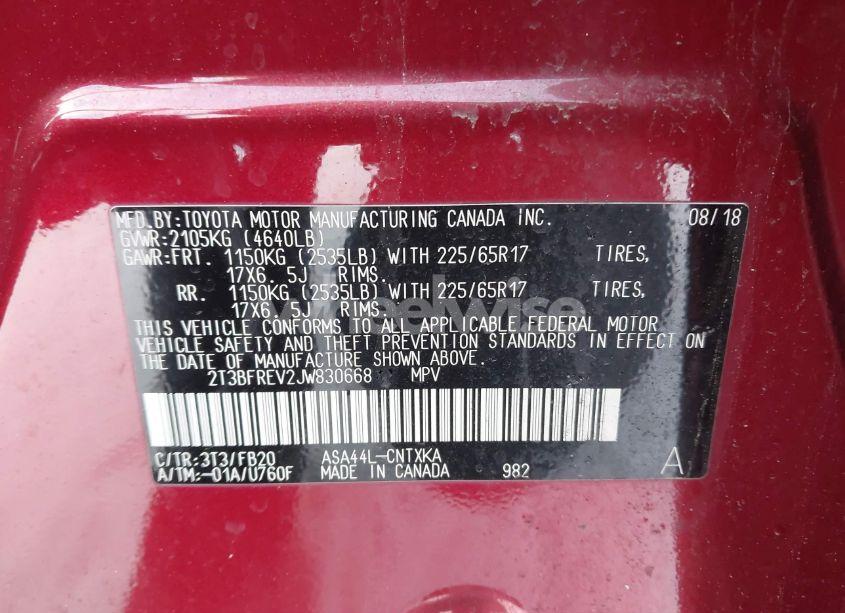 MFD.BY:TOYOTA MOTOR MANUFACTURING CANADA INC. 08/18
GVWR:2105KG (4640LB)
GAWR:FRT. 1150KG (2535LB) WITH 225/65R17 TIRES,
17X6. 5J RIMS.
RR. 1150KG (2535LB) WITH 225/65R17 TIRES,
17X6. 5J RIMS.
THIS VEHICLE CONFORMS TO ALL APPLICABLE FEDERAL MOTOR
VEHICLE SAFETY AND THEFT PREVENTION STANDARDS IN EFFECT ON
THE DATE OF MANUFACTURE SHOWN ABOVE.
2T3BFREV2JW830668 MPV
C/TR:3T3/FB20 ASA44L-CNTXKA
A/TM:-01A/U760F MADE IN CANADA 982 A